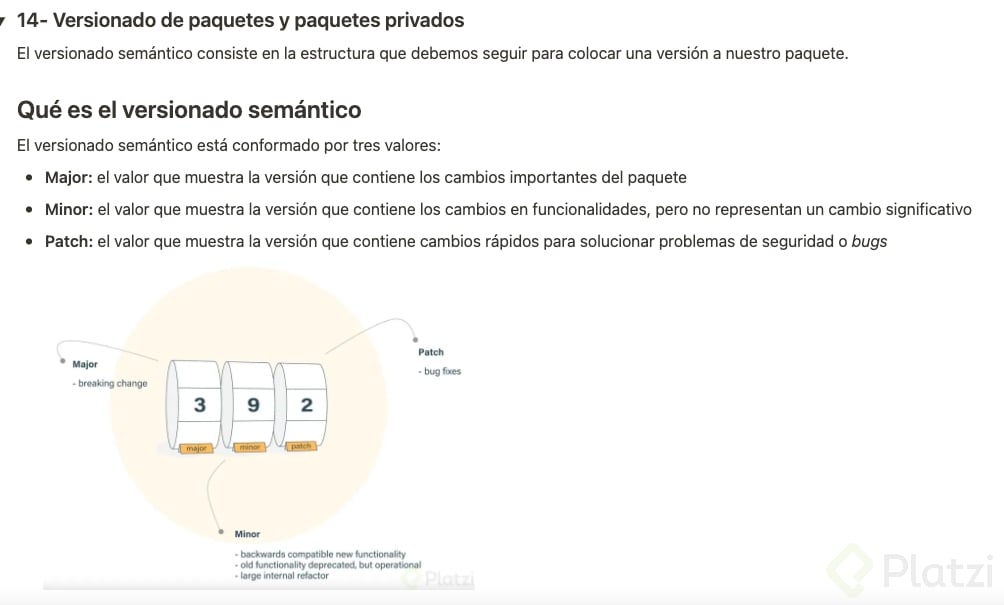 14- Versionado de paquetes y paquetes privados
El versionado semántico consiste en la estructura que debemos seguir para colocar una versión a nuestro paquete.
Qué es el versionado semántico
El versionado semántico está conformado por tres valores:
• Major: el valor que muestra la versión que contiene los cambios importantes del paquete
• Minor: el valor que muestra la versión que contiene los cambios en funcionalidades, pero no representan un cambio significativo
• Patch: el valor que muestra la versión que contiene cambios rápidos para solucionar problemas de seguridad o bugs
Major
- breaking change
Patch
- bug fixes
3 9 2
major minor patch
Minor
- backwards compatible new functionality
- old functionality deprecated, but operational
- large internal refactor
Platzi
Platzi